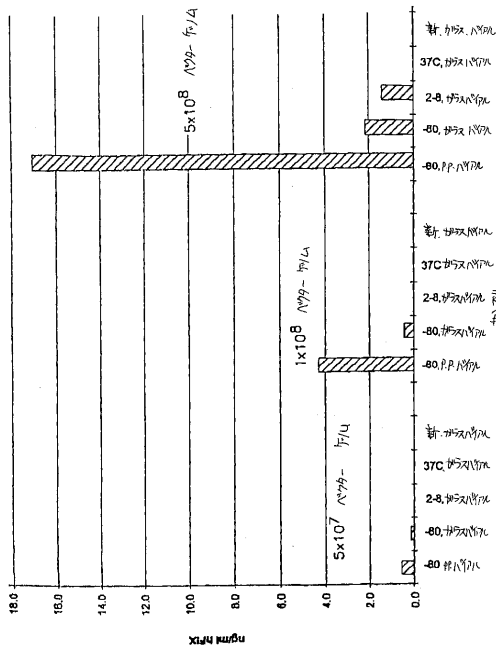 18.0
16.0
14.0
12.0
10.0
8.0
6.0
4.0
2.0
0.0
ng/ml hFIX
5x10⁷ ベクター ゲノム
1x10⁸ ベクター ゲノム
5x10⁸ ベクター ゲノム
-80 PPバイアル
-80,ガラスバイアル
2-8,ガラスバイアル
37C,ガラスバイアル
新,ガラスバイアル
-80,P.P.バイアル
-80,ガラスバイアル
2-8,ガラスバイアル
37C ガラスバイアル
新,ガラスバイアル
-80,P.P.バイアル
-80,ガラス バイアル
2-8,ガラスバイアル
37C,ガラスバイアル
新,ガラス,バイアル